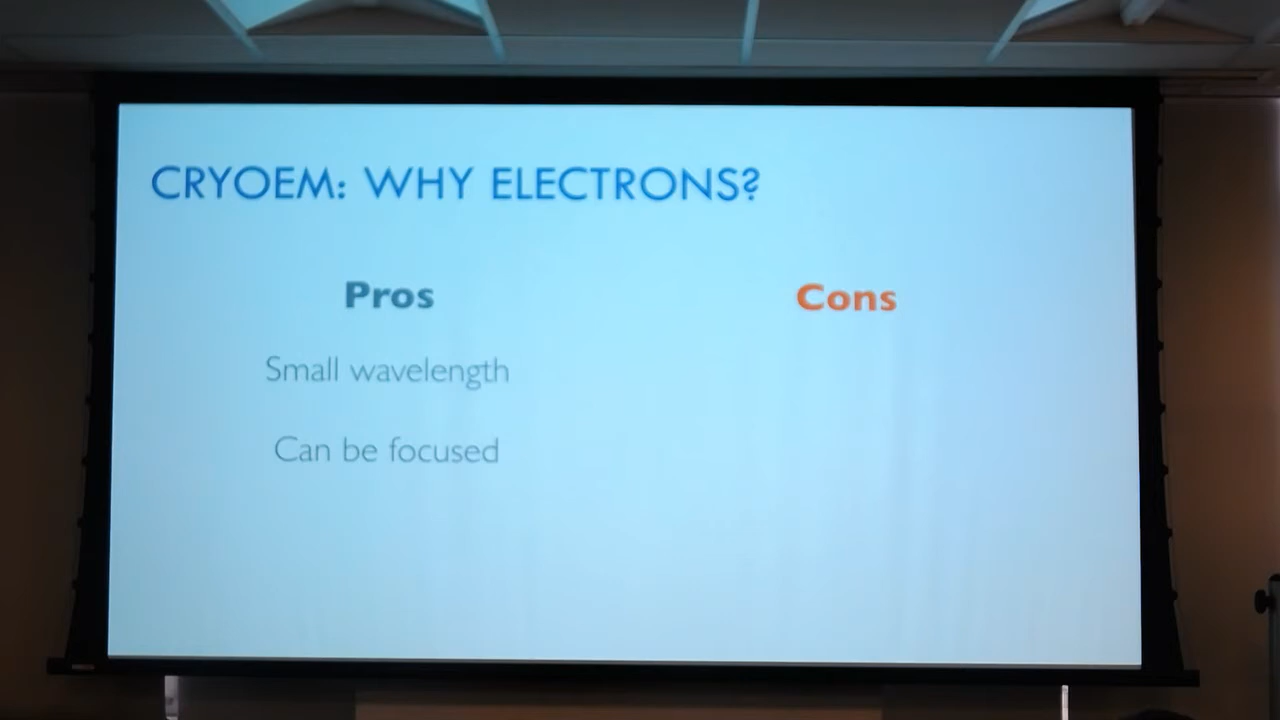 CRYOEM: WHY ELECTRONS?
Pros
Cons
Small wavelength
Can be focused